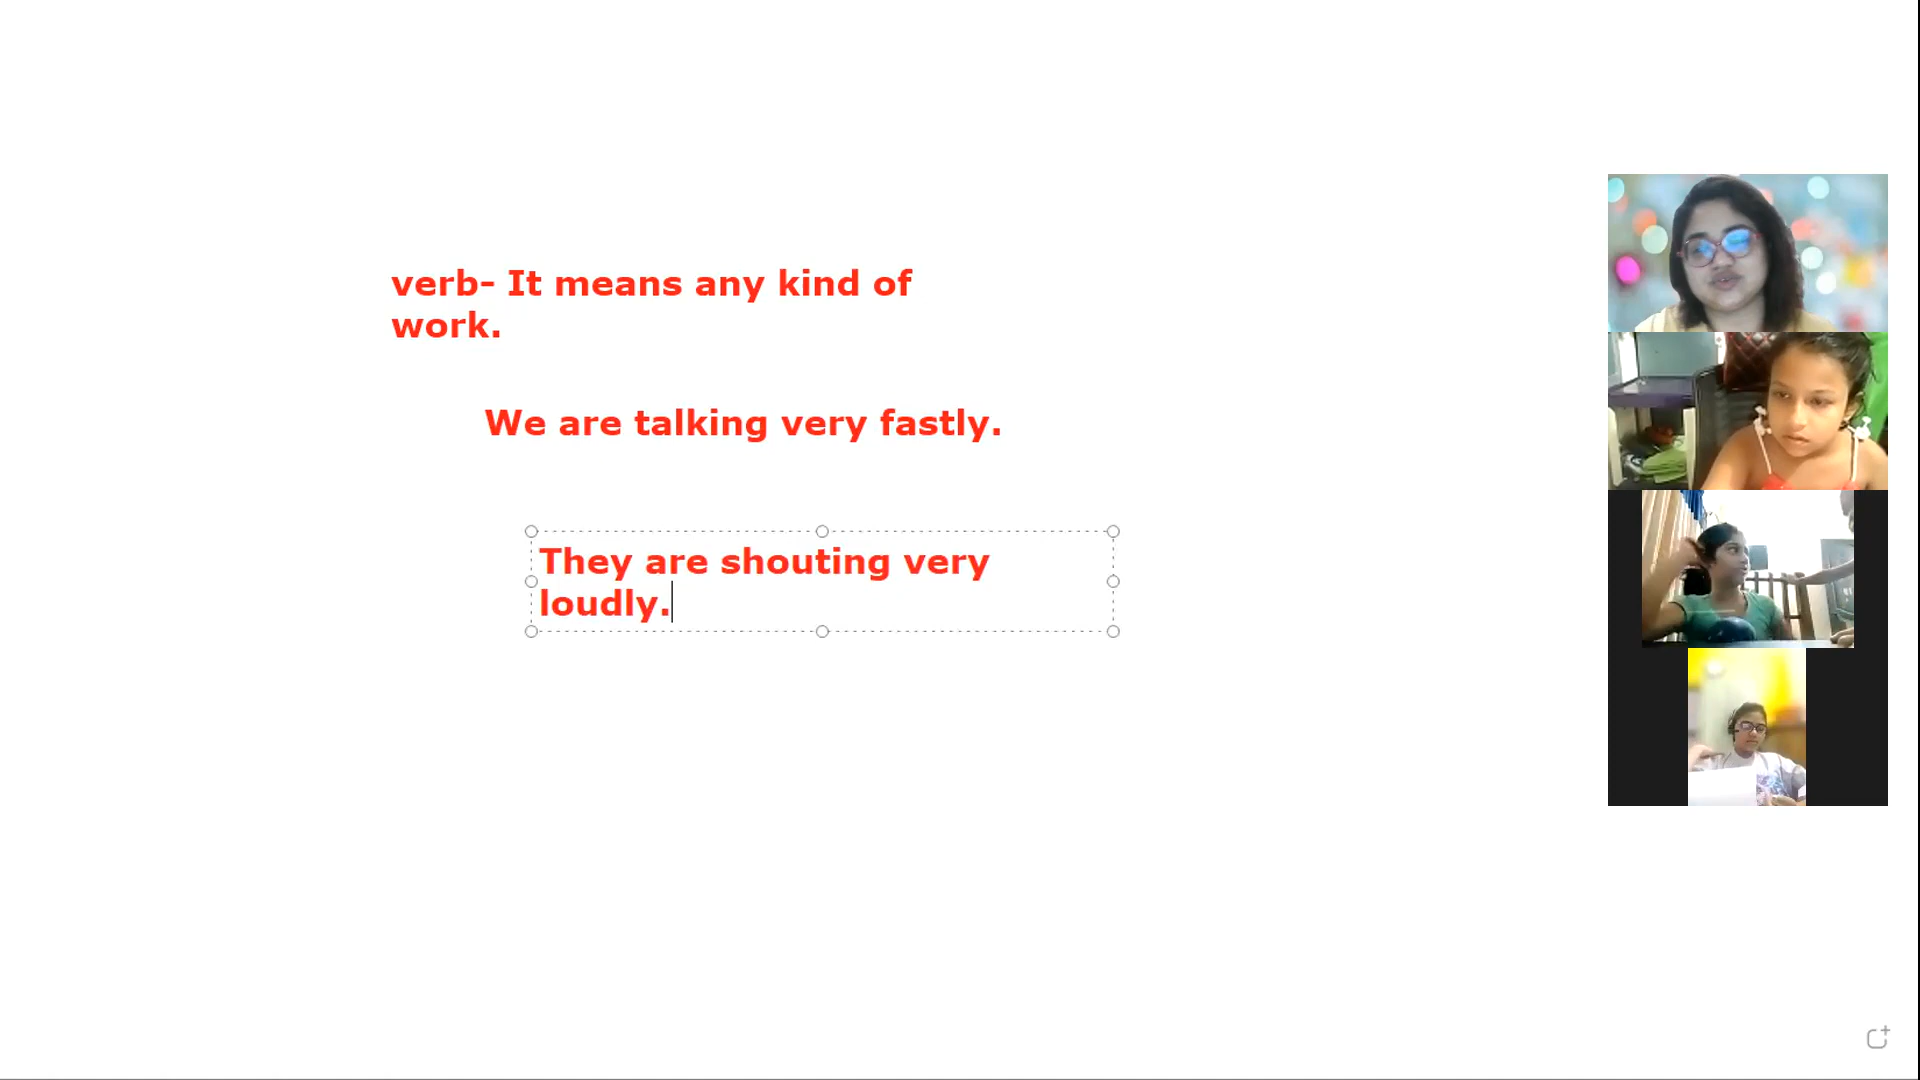 verb- It means any kind of
work.
We are talking very fastly.
They are shouting very
loudly.